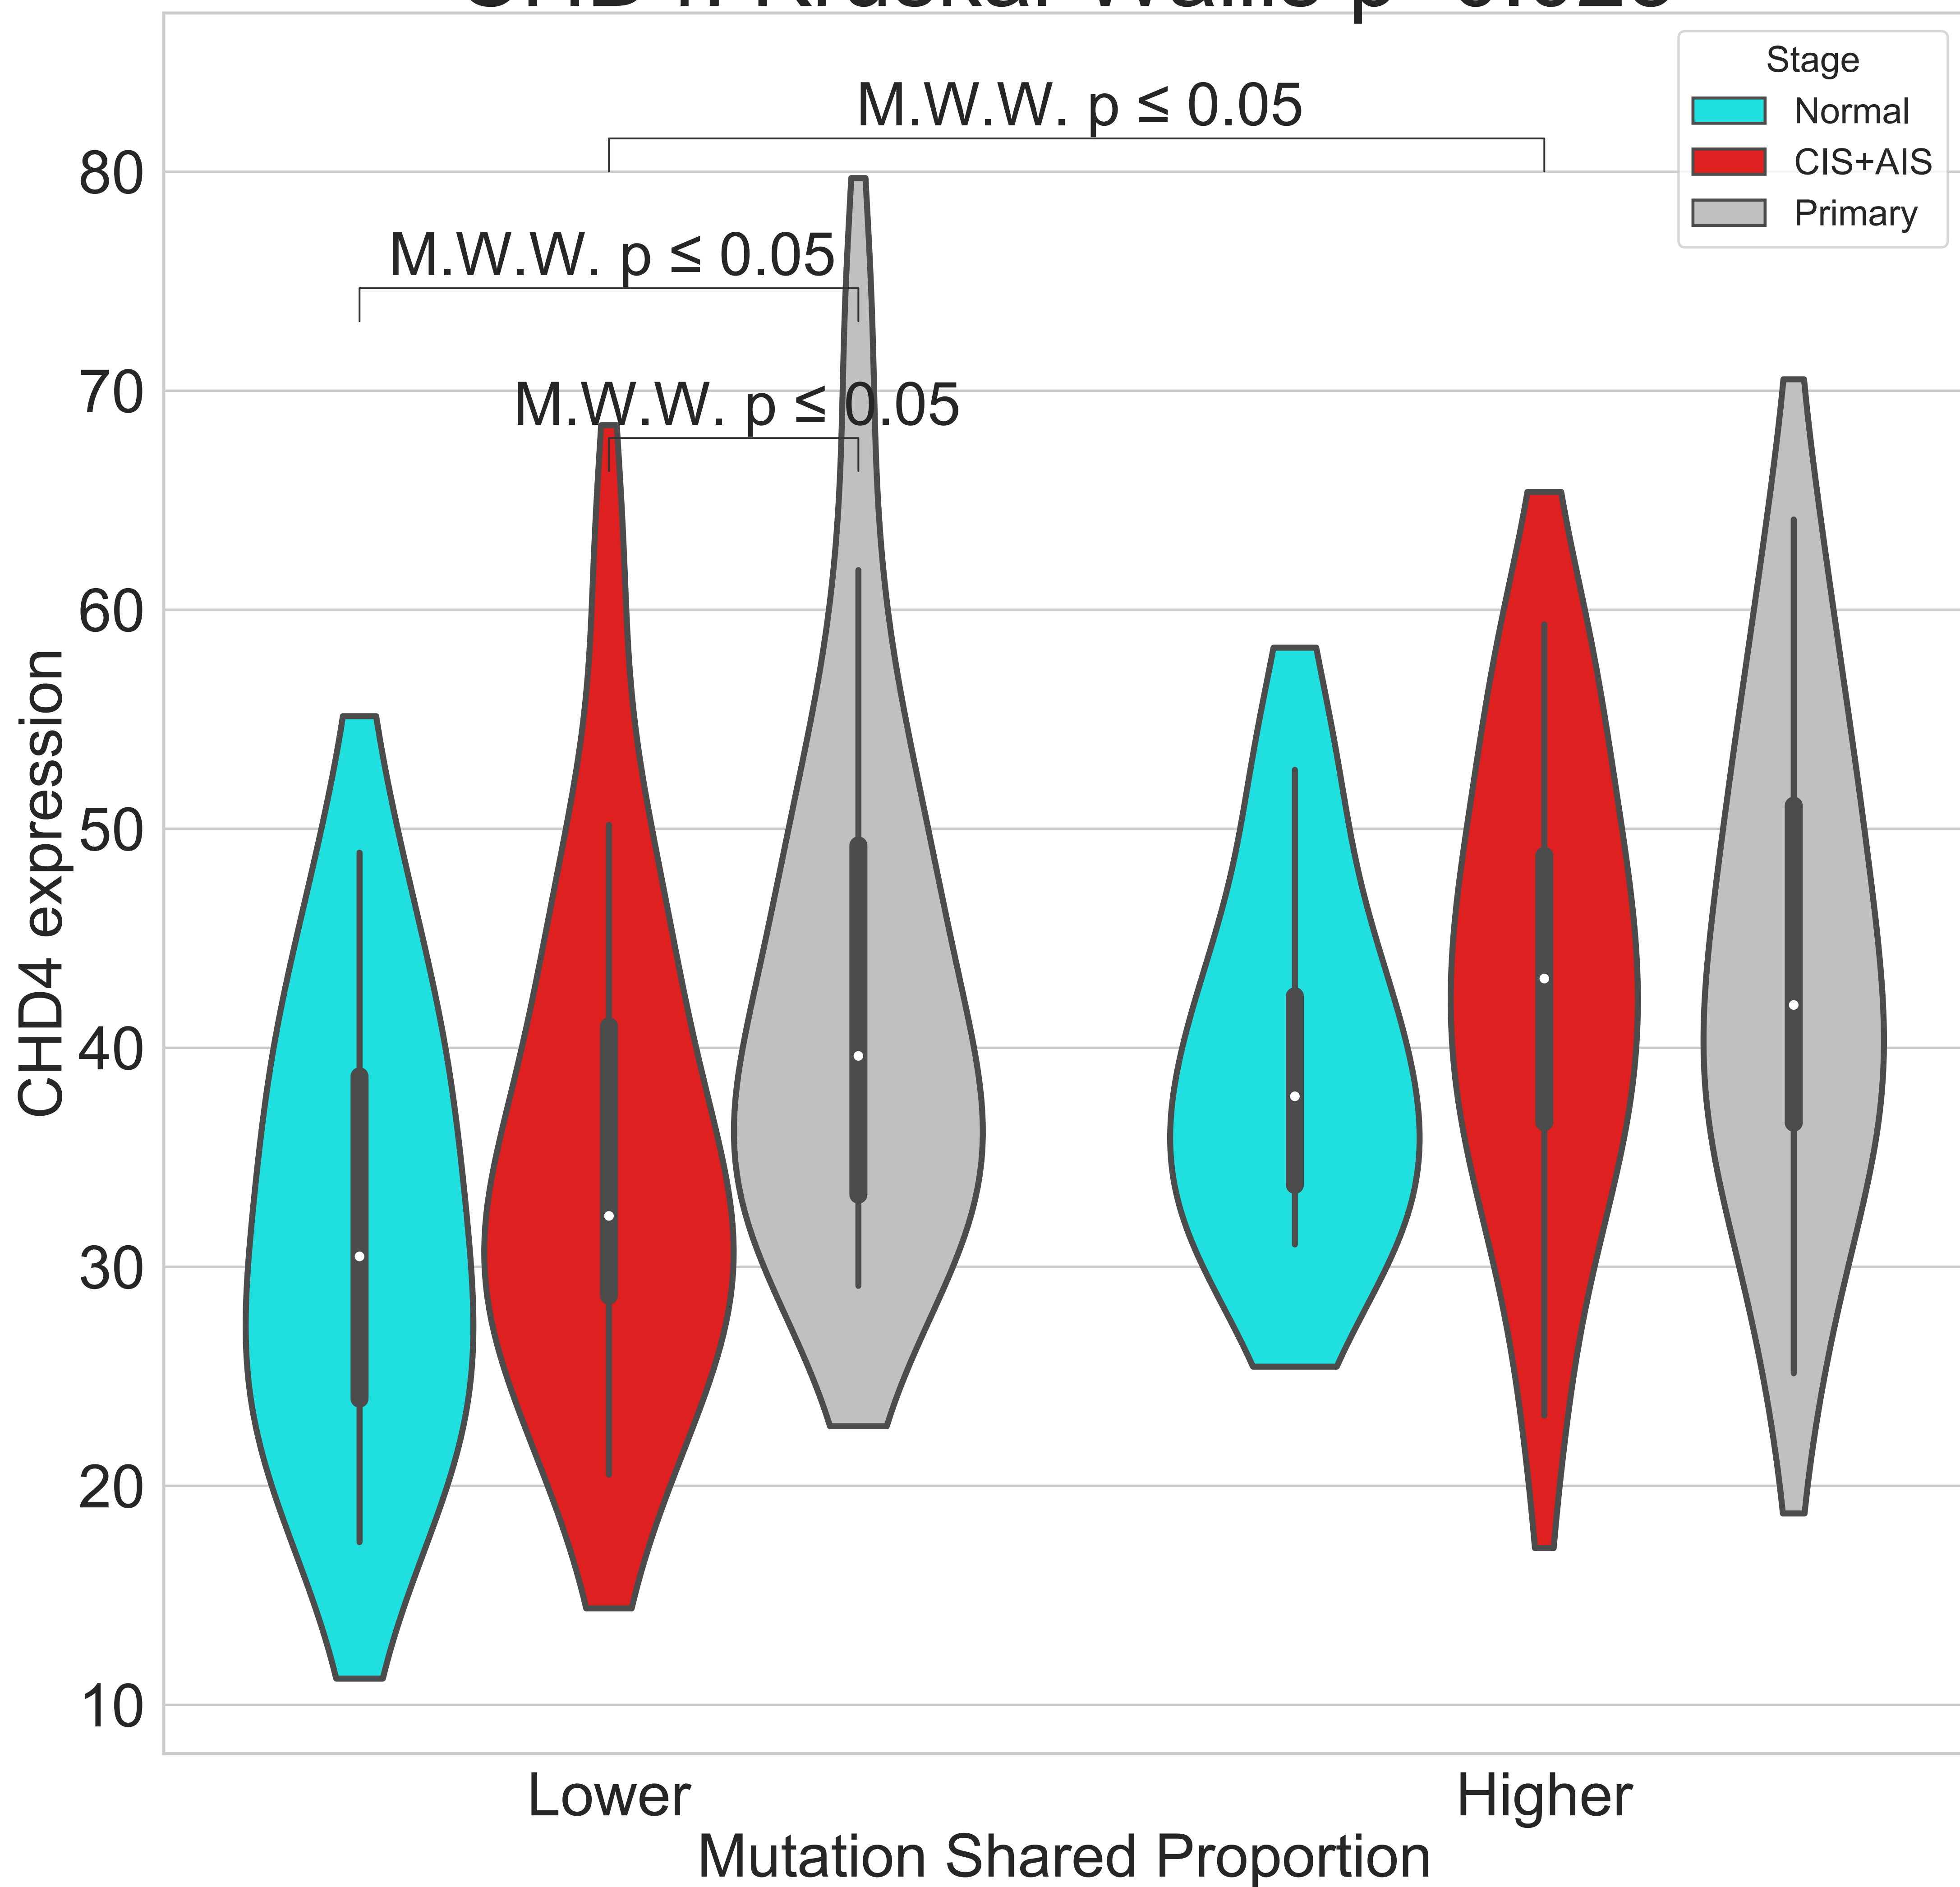 Stage
Normal
CIS+AIS
Primary
M.W.W. p ≤ 0.05
M.W.W. p ≤ 0.05
M.W.W. p ≤ 0.05
80
70
60
50
40
30
20
10
CHD4 expression
Lower
Higher
Mutation Shared Proportion